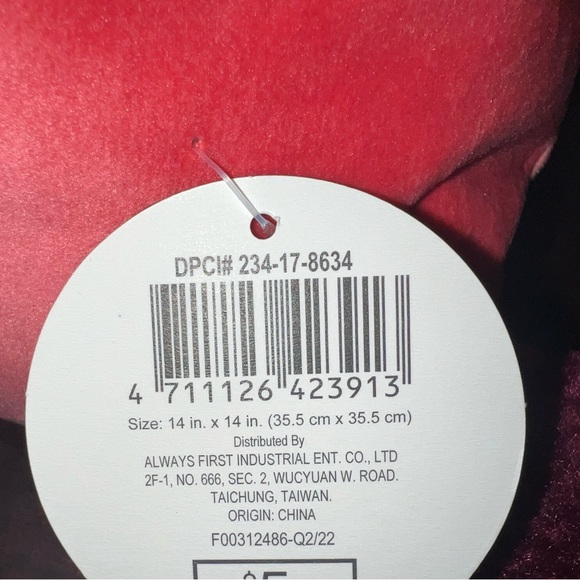 DPCI# 234-17-8634
4 711126 423913
Size: 14 in. x 14 in. (35.5 cm x 35.5 cm)
Distributed By
ALWAYS FIRST INDUSTRIAL ENT. CO., LTD
2F-1, NO. 666, SEC. 2, WUCYUAN W. ROAD.
TAICHUNG, TAIWAN.
ORIGIN: CHINA
F00312486-Q2/22
$5